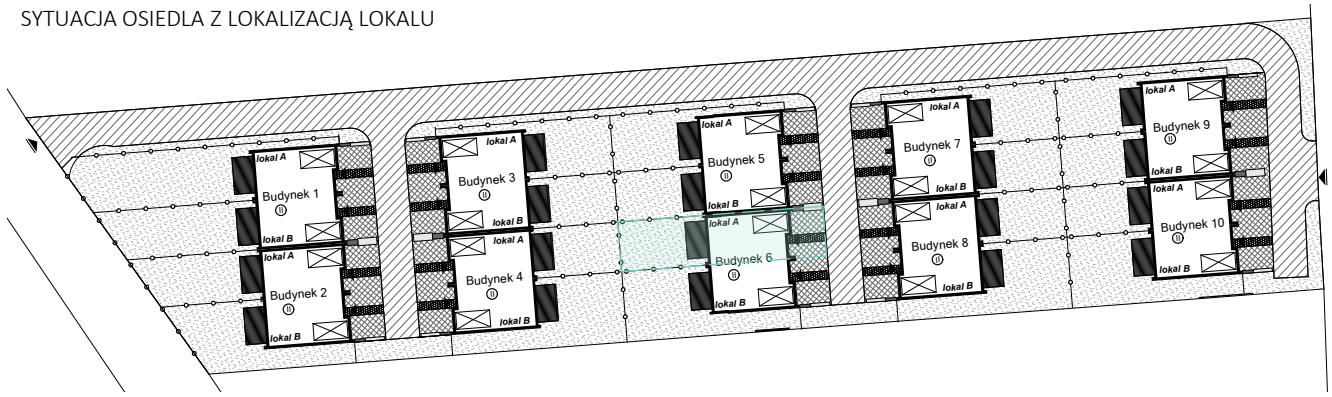 SYTUACJA OSIEDLA Z LOKALIZACJĄ LOKALU
lokal A
Budynek 1
II
lokal B
lokal A
Budynek 2
II
lokal B
lokal A
Budynek 3
II
lokal B
lokal A
Budynek 4
II
lokal B
lokal A
Budynek 5
II
lokal B
lokal A
Budynek 6
II
lokal B
lokal A
Budynek 7
II
lokal B
lokal A
Budynek 8
II
lokal B
lokal A
Budynek 9
II
lokal B
lokal A
Budynek 10
II
lokal B